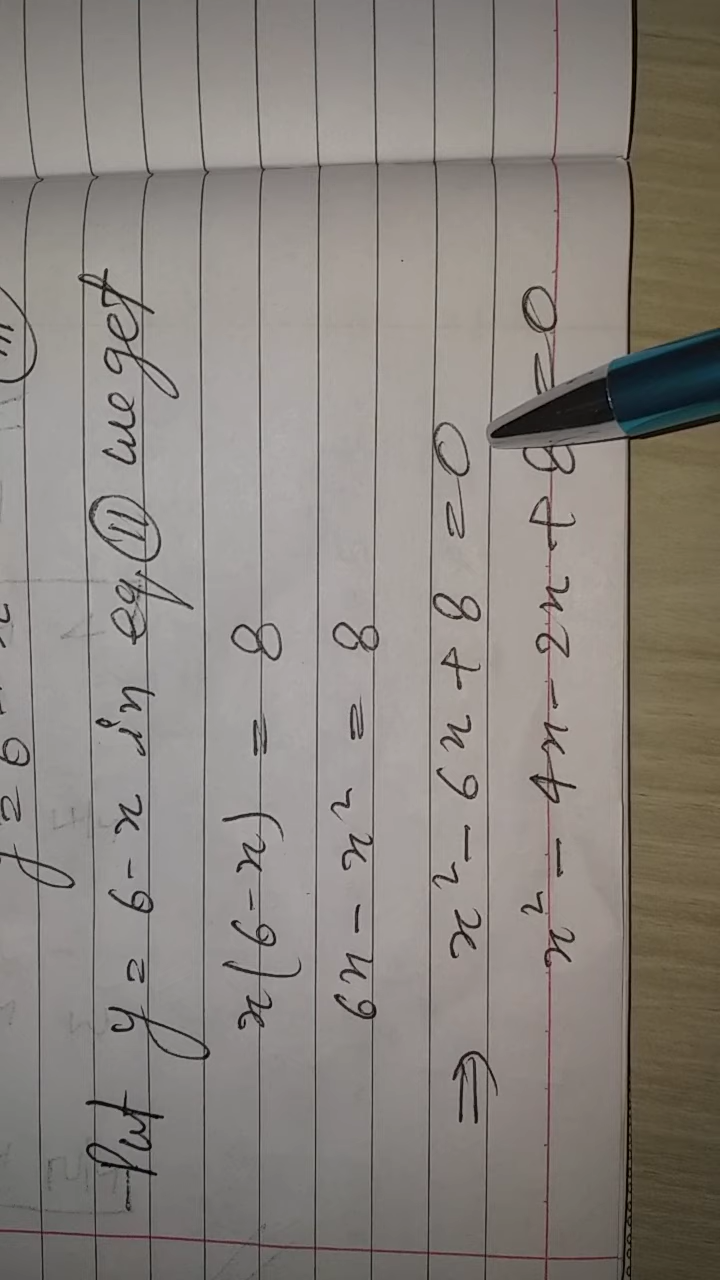 y = 6 -
Put y = 6 - x in eq. (II) we get
x(6-x) = 8
6x - x² = 8
⇒ x² - 6x + 8 = 0
x² - 4x - 2x + 8 = 0